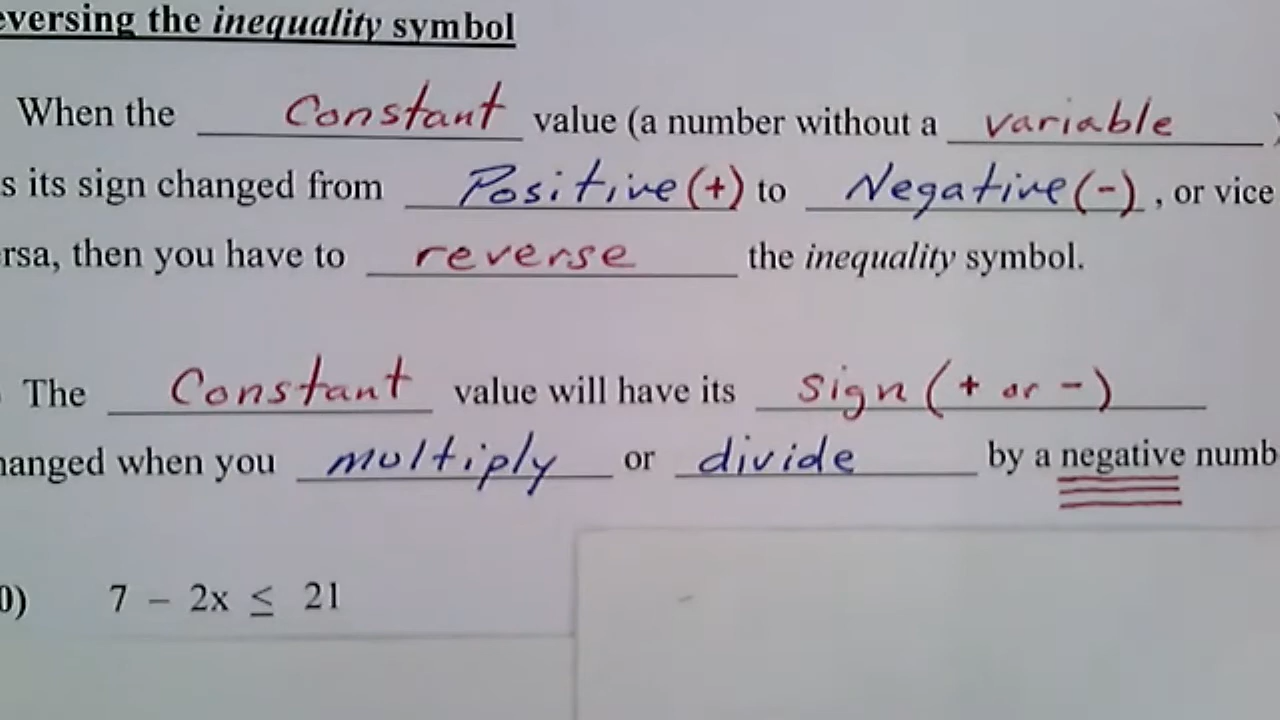 eversing the inequality symbol
When the Constant value (a number without a variable)
s its sign changed from Positive (+) to Negative (-), or vice
rsa, then you have to reverse the inequality symbol.
The Constant value will have its sign (+ or -)
hanged when you multiply or divide by a negative numb
0) 7 – 2x ≤ 21